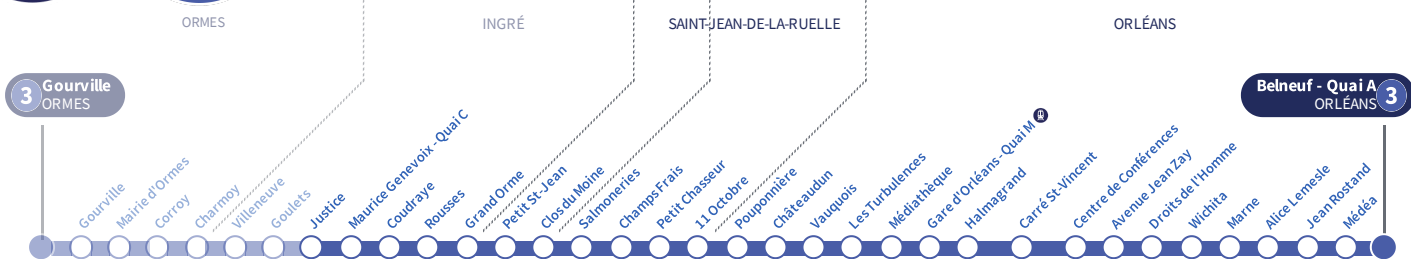 ORMES
INGRÉ
SAINT-JEAN-DE-LA-RUELLE
ORLÉANS
3
Gourville
ORMES
Belneuf - Quai A
ORLÉANS
3
Gourville
Mairie d'Ormes
Corroy
Charmoy
Villeneuve
Goulets
Justice
Maurice Genevoix - Quai C
Coudraye
Rousses
Grand Orme
Petit St-Jean
Clos du Moine
Salmoneries
Champs Frais
Petit Chasseur
11 Octobre
Pouponnière
Châteaudun
Vauquois
Les Turbulences
Médiathèque
Gare d'Orléans - Quai M
Halmagrand
Carré St-Vincent
Centre de Conférences
Avenue Jean Zay
Droits de l'Homme
Wichita
Marne
Alice Lemesle
Jean Rostand
Médéa